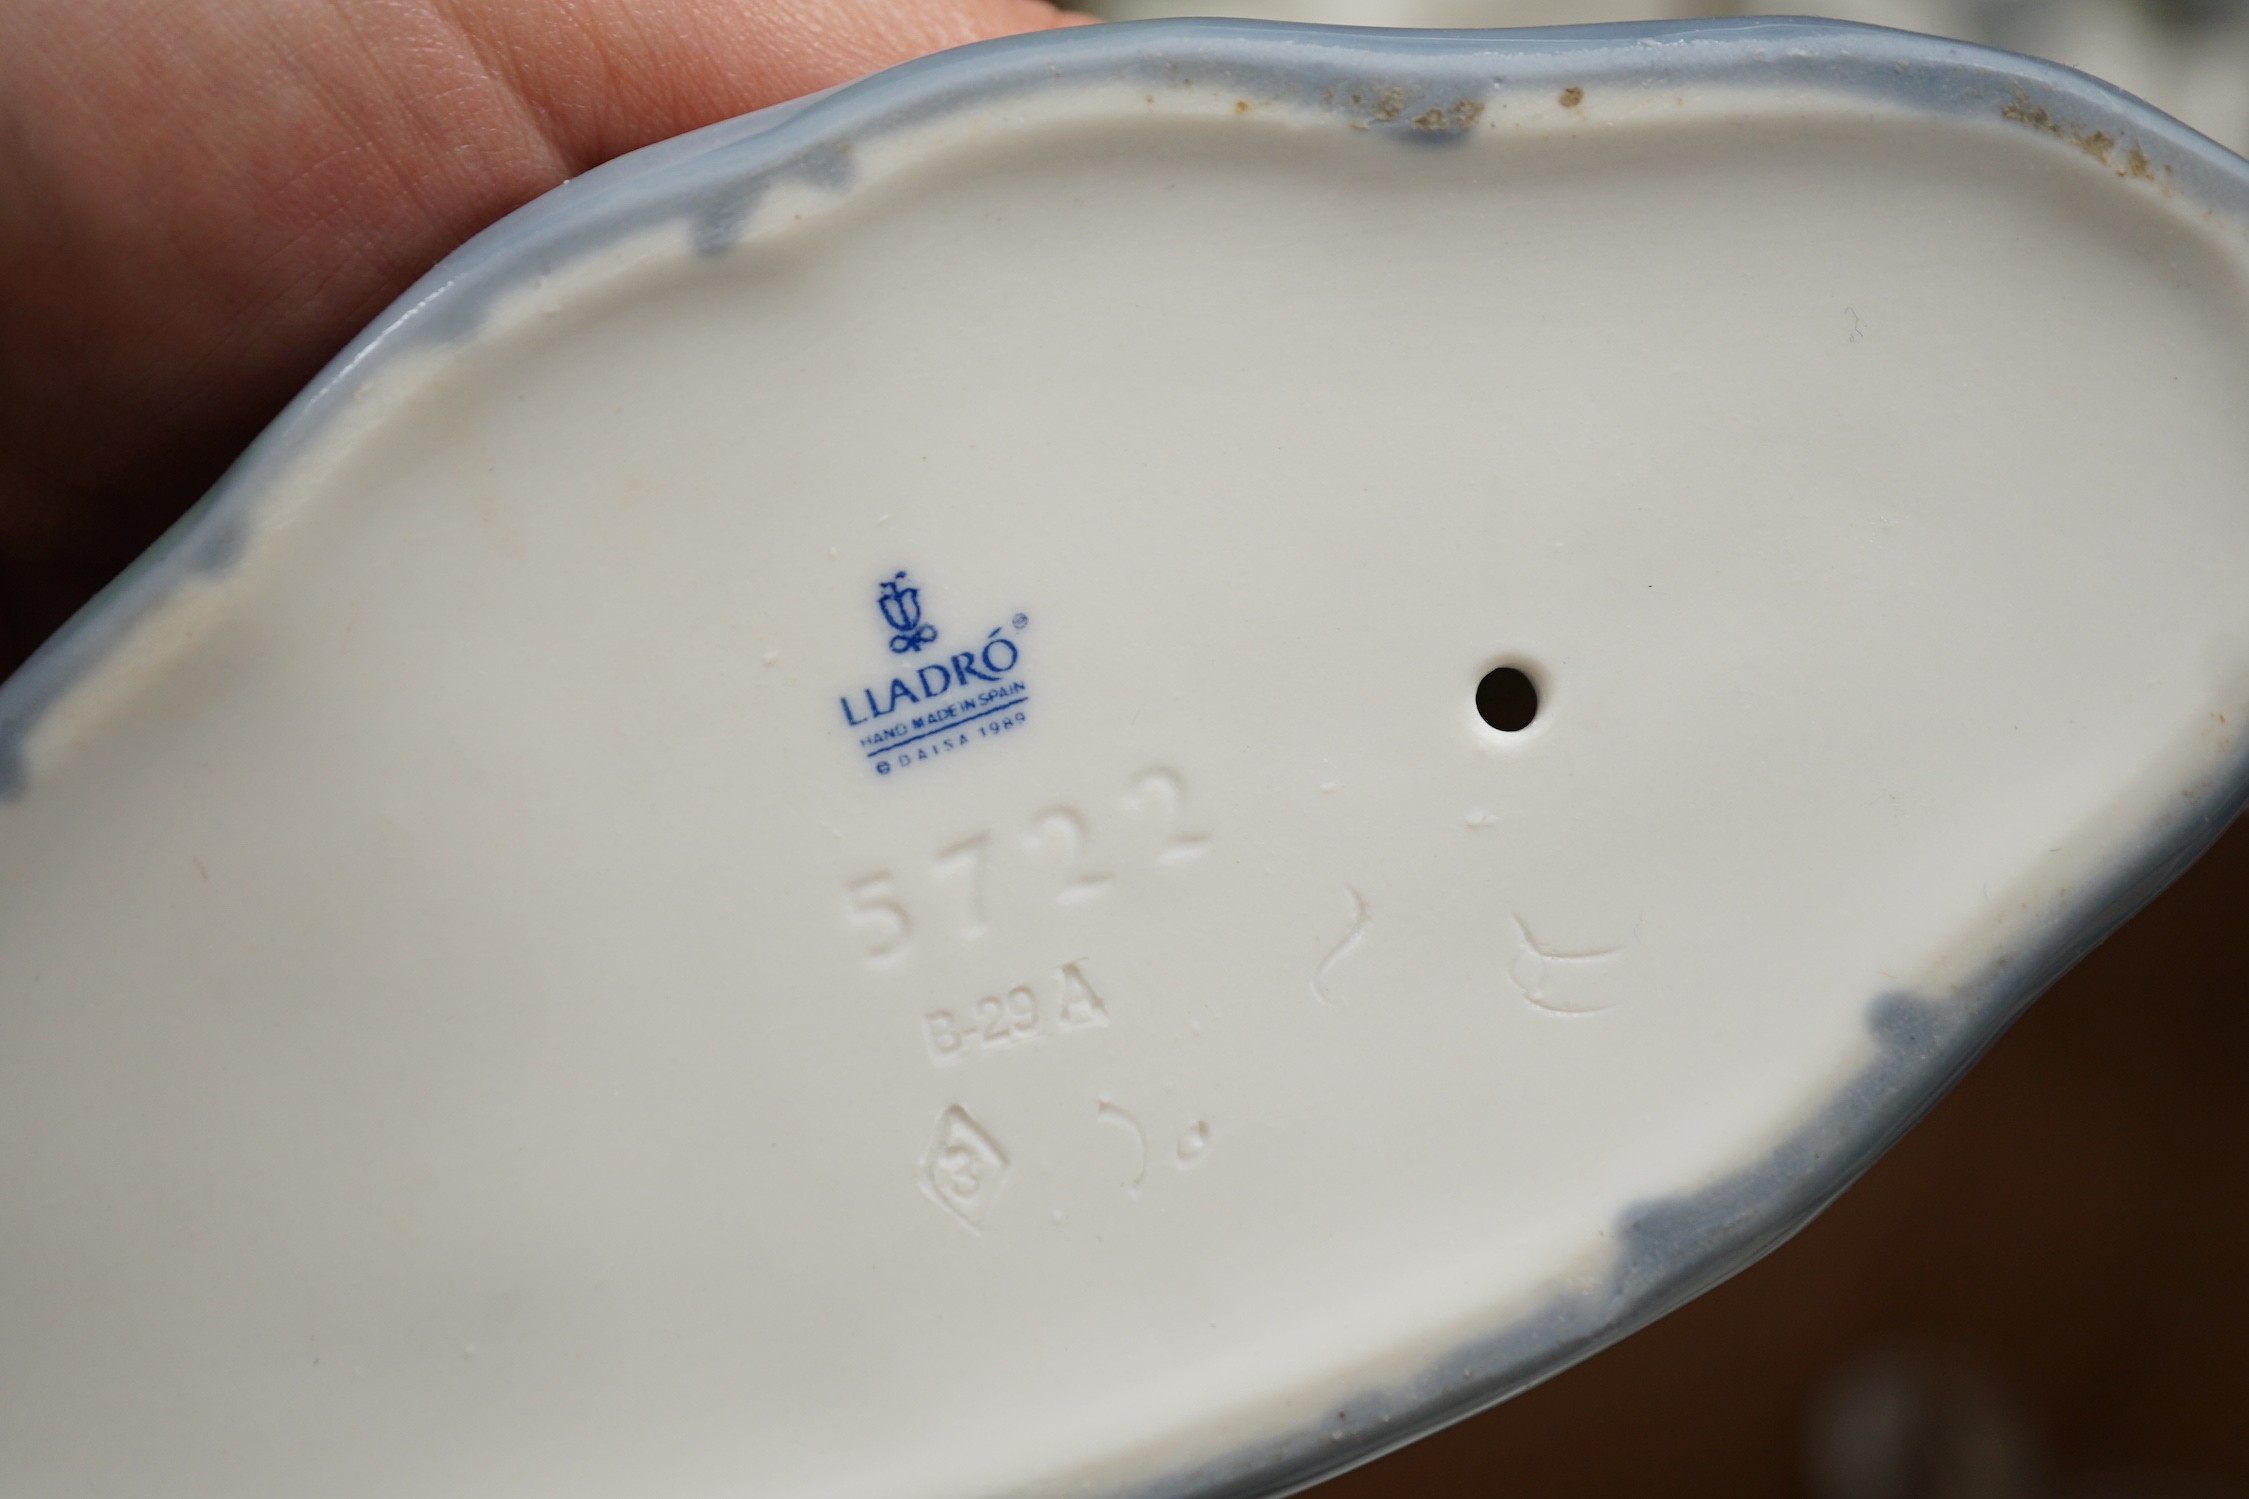 LLADRÓ
HAND MADE IN SPAIN
© DAISA 1989
5722
B-29 A
3